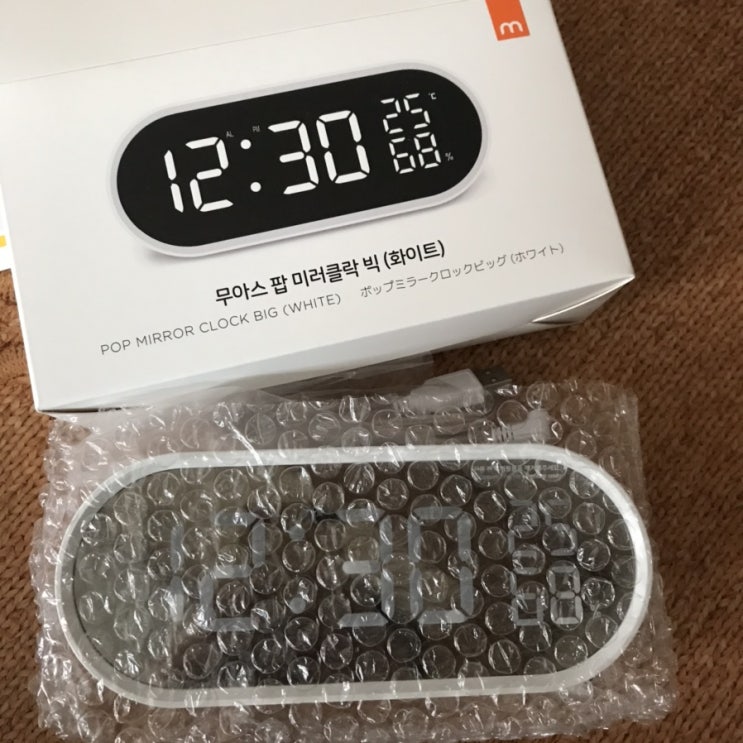 m
AL PM
12:30
25 ℃
68 %
무아스 팝 미러클락 빅 (화이트)
POP MIRROR CLOCK BIG (WHITE)
ポップミラークロックビッグ (ホワイト)
12:30